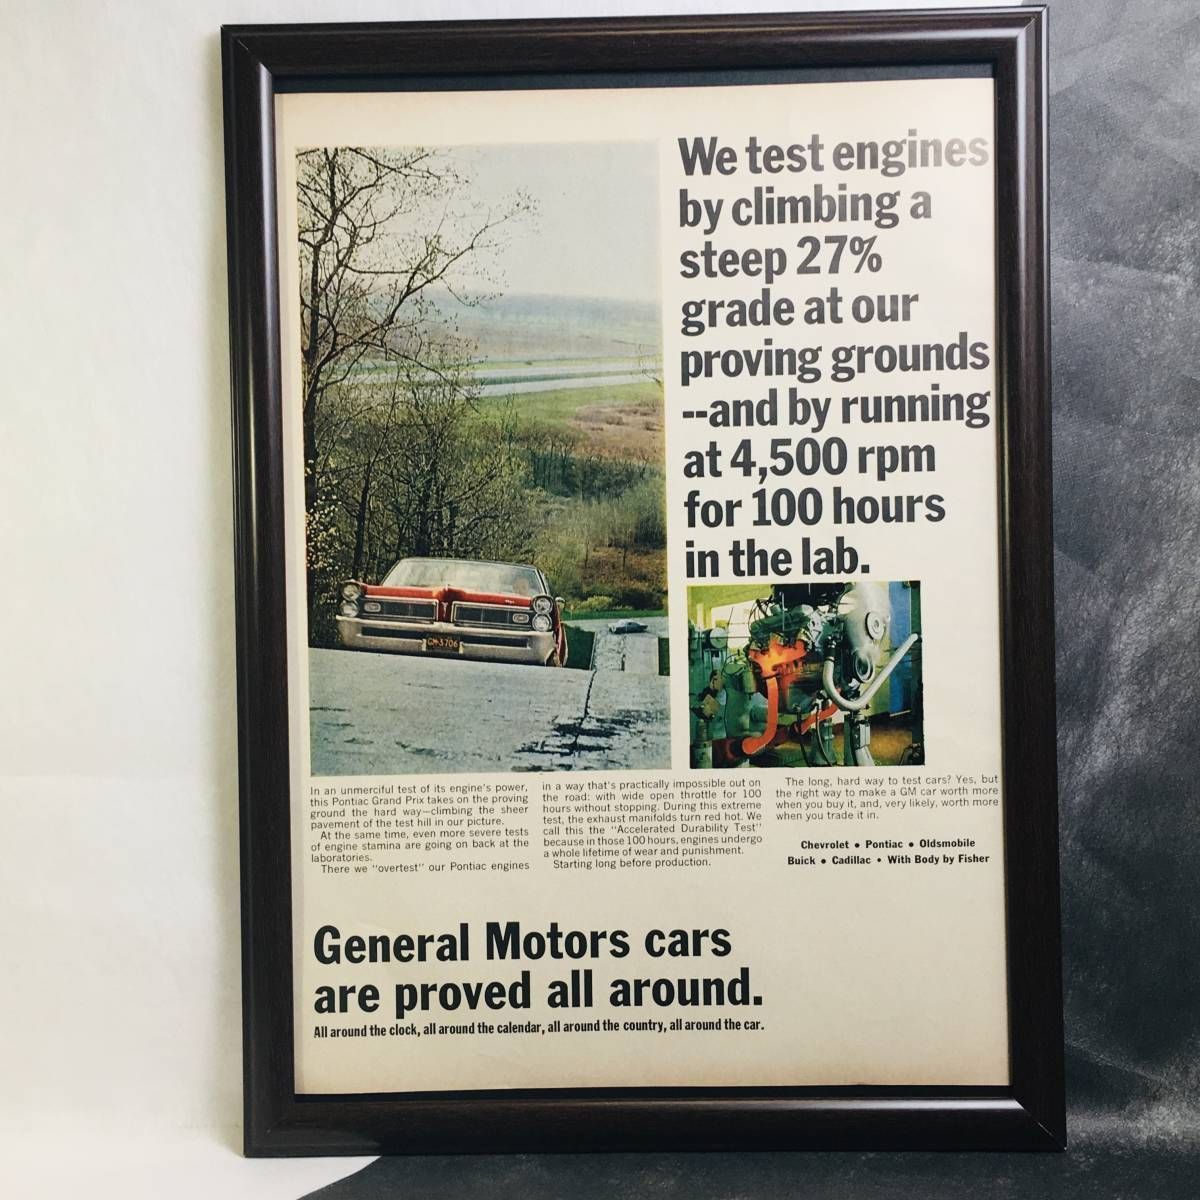 We test engines
by climbing a
steep 27%
grade at our
proving grounds
--and by running
at 4,500 rpm
for 100 hours
in the lab.
GM-5706
In an unmerciful test of its engine's power,
this Pontiac Grand Prix takes on the proving
ground the hard way—climbing the sheer
pavement of the test hill in our picture.
At the same time, even more severe tests
of engine stamina are going on back at the
laboratories.
There we "overtest" our Pontiac engines
in a way that's practically impossible out on
the road: with wide open throttle for 100
hours without stopping. During this extreme
test, the exhaust manifolds turn red hot. We
call this the "Accelerated Durability Test"
because in those 100 hours, engines undergo
a whole lifetime of wear and punishment.
Starting long before production.
The long, hard way to test cars? Yes, but
the right way to make a GM car worth more
when you buy it, and, very likely, worth more
when you trade it in.
Chevrolet • Pontiac • Oldsmobile
Buick • Cadillac • With Body by Fisher
General Motors cars
are proved all around.
All around the clock, all around the calendar, all around the country, all around the car.